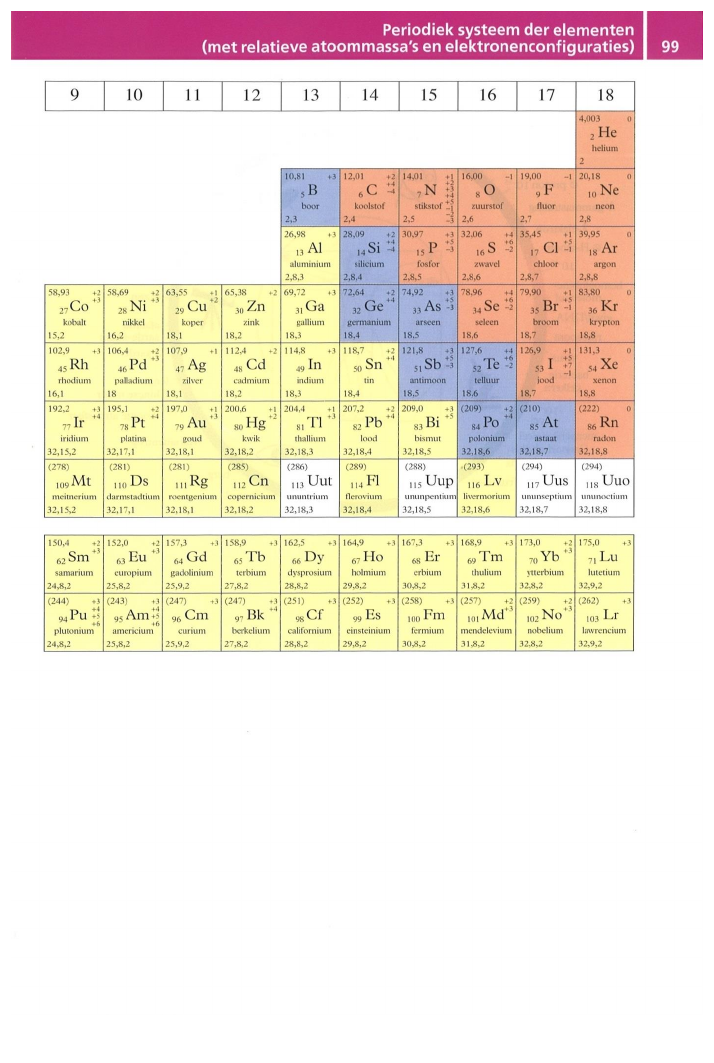 Periodiek systeem der elementen
(met relatieve atoommassa's en elektronenconfiguraties) 99
9 10 11 12 13 14 15 16 17 18
4,003 0
2 He
helium
2
10,81 +3 12,01 +2 14,01 +1 16,00 -1 19,00 -1 20,18 0
5 B 6 C +4 -4 7 N +2 +3 +4 +5 -1 -2 -3 8 O 9 F 10 Ne
boor koolstof stikstof zuurstof fluor neon
2,3 2,4 2,5 2,6 2,7 2,8
26,98 +3 28,09 +2 30,97 +3 32,06 +4 35,45 +1 39,95 0
13 Al 14 Si +4 -4 15 P +5 -3 16 S +6 -2 17 Cl +5 -1 18 Ar
aluminium silicium fosfor zwavel chloor argon
2,8,3 2,8,4 2,8,5 2,8,6 2,8,7 2,8,8
58,93 +2 58,69 +2 63,55 +1 65,38 +2 69,72 +3 72,64 +2 74,92 +3 78,96 +4 79,90 +1 83,80 0
27 Co +3 28 Ni +3 29 Cu +2 30 Zn 31 Ga 32 Ge +4 33 As +5 -3 34 Se +6 -2 35 Br +5 -1 36 Kr
kobalt nikkel koper zink gallium germanium arseen seleen broom krypton
15,2 16,2 18,1 18,2 18,3 18,4 18,5 18,6 18,7 18,8
102,9 +3 106,4 +2 107,9 +1 112,4 +2 114,8 +3 118,7 +2 121,8 +3 127,6 +4 126,9 +1 131,3 0
45 Rh 46 Pd +3 47 Ag 48 Cd 49 In 50 Sn +4 51 Sb +5 -3 52 Te +6 -2 53 I +5 +7 -1 54 Xe
rhodium palladium zilver cadmium indium tin antimoon telluur jood xenon
16,1 18 18,1 18,2 18,3 18,4 18,5 18,6 18,7 18,8
192,2 +3 195,1 +2 197,0 +1 200,6 +1 204,4 +1 207,2 +2 209,0 +3 (209) +2 (210) (222) 0
77 Ir +4 78 Pt +4 79 Au +3 80 Hg +2 81 Tl +3 82 Pb +4 83 Bi +5 84 Po +4 85 At 86 Rn
iridium platina goud kwik thallium lood bismut polonium astaat radon
32,15,2 32,17,1 32,18,1 32,18,2 32,18,3 32,18,4 32,18,5 32,18,6 32,18,7 32,18,8
(278) (281) (281) (285) (286) (289) (288) (293) (294) (294)
109 Mt 110 Ds 111 Rg 112 Cn 113 Uut 114 Fl 115 Uup 116 Lv 117 Uus 118 Uuo
meitnerium darmstadtium roentgenium copernicium ununtrium flerovium ununpentium livermorium ununseptium ununoctium
32,15,2 32,17,1 32,18,1 32,18,2 32,18,3 32,18,4 32,18,5 32,18,6 32,18,7 32,18,8
150,4 +2 152,0 +2 157,3 +3 158,9 +3 162,5 +3 164,9 +3 167,3 +3 168,9 +3 173,0 +2 175,0 +3
62 Sm +3 63 Eu +3 64 Gd 65 Tb 66 Dy 67 Ho 68 Er 69 Tm 70 Yb +3 71 Lu
samarium europium gadolinium terbium dysprosium holmium erbium thulium ytterbium lutetium
24,8,2 25,8,2 25,9,2 27,8,2 28,8,2 29,8,2 30,8,2 31,8,2 32,8,2 32,9,2
(244) +3 (243) +3 (247) +3 (247) +3 (251) +3 (252) +3 (258) +3 (257) +2 (259) +2 (262) +3
94 Pu +4 +5 +6 95 Am +4 +5 +6 96 Cm 97 Bk +4 98 Cf 99 Es 100 Fm 101 Md +3 102 No +3 103 Lr
plutonium americium curium berkelium californium einsteinium fermium mendelevium nobelium lawrencium
24,8,2 25,8,2 25,9,2 27,8,2 28,8,2 29,8,2 30,8,2 31,8,2 32,8,2 32,9,2